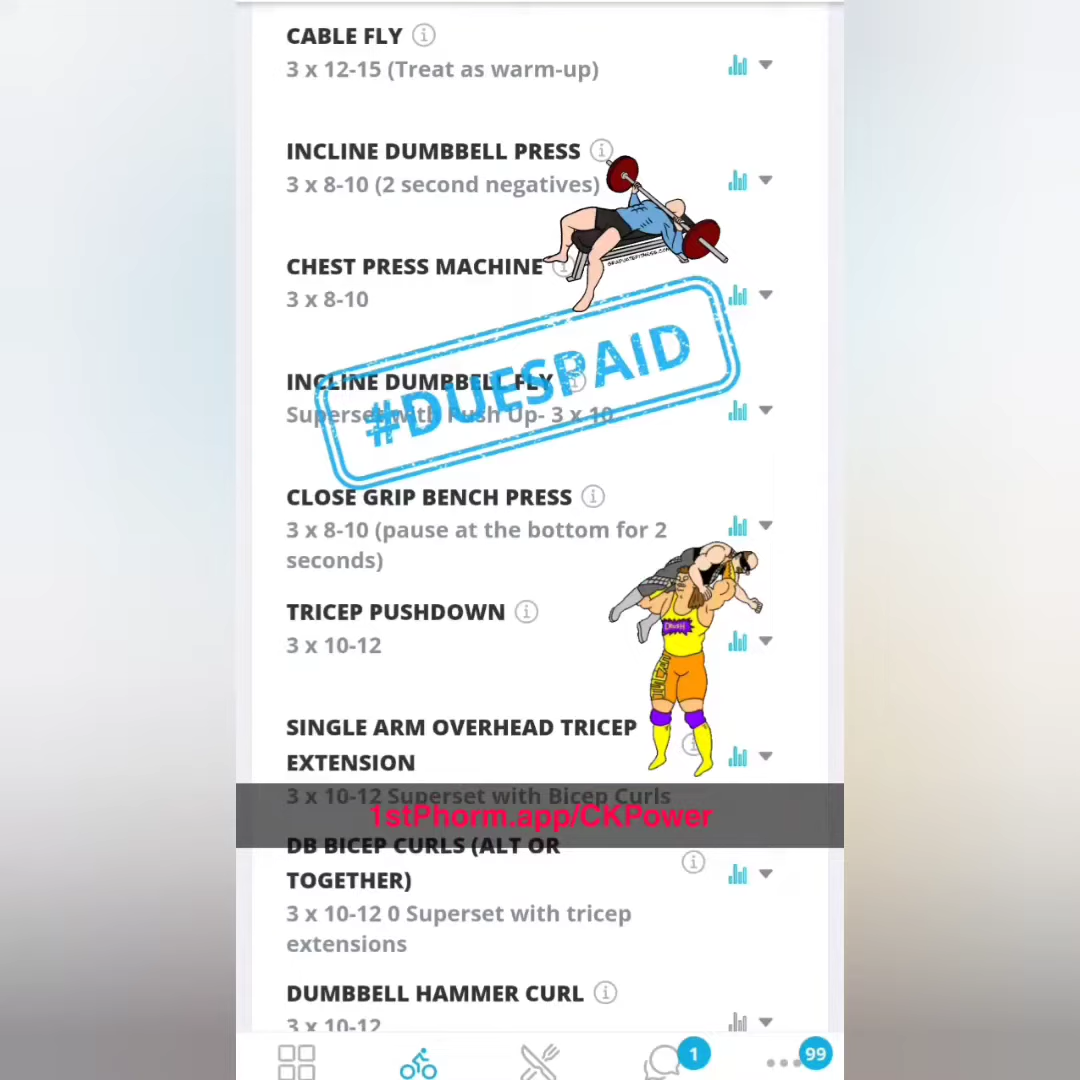 CABLE FLY
3 x 12-15 (Treat as warm-up)
INCLINE DUMBBELL PRESS
3 x 8-10 (2 second negatives)
CHEST PRESS MACHINE
3 x 8-10
#DUESPAID
INCLINE DUMPBELL FLY
Superset with Push Up- 3 x 10
CLOSE GRIP BENCH PRESS
3 x 8-10 (pause at the bottom for 2
seconds)
TRICEP PUSHDOWN
3 x 10-12
CRUSH
SINGLE ARM OVERHEAD TRICEP
EXTENSION
3 x 10-12 Superset with Bicep Curls
1stPhorm.app/CKPower
DB BICEP CURLS (ALT OR
TOGETHER)
3 x 10-12 0 Superset with tricep
extensions
DUMBBELL HAMMER CURL
3 x 10-12
1
99